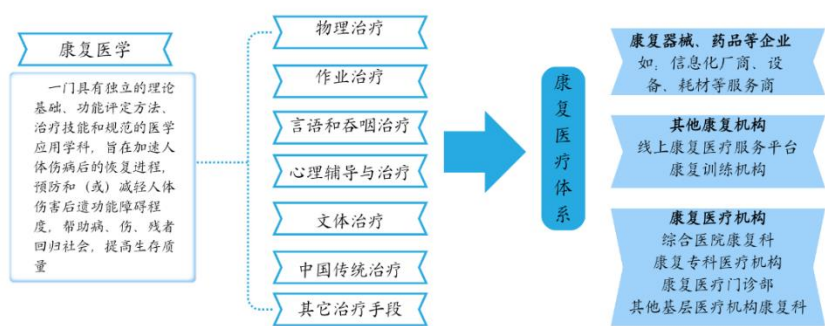 康复医学
一门具有独立的理论
基础、功能评定方法、
治疗技能和规范的医学
应用学科，旨在加速人
体伤病后的恢复进程，
预防和（或）减轻人体
伤害后遗功能障碍程
度，帮助病、伤、残者
回归社会，提高生存质
量
物理治疗
作业治疗
言语和吞咽治疗
心理辅导与治疗
文体治疗
中国传统治疗
其它治疗手段
康复医疗体系
康复器械、药品等企业
如：信息化厂商、设
备、耗材等服务商
其他康复机构
线上康复医疗服务平台
康复训练机构
康复医疗机构
综合医院康复科
康复专科医疗机构
康复医疗门诊部
其他基层医疗机构康复科